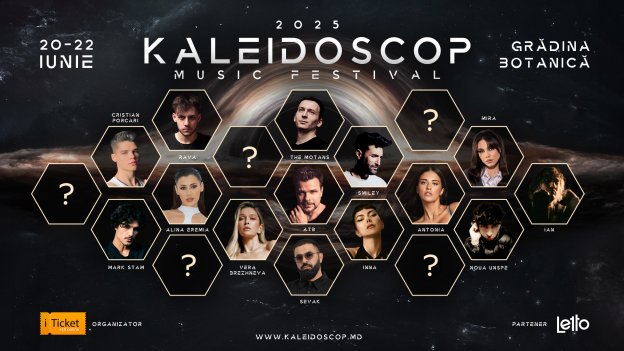 2025
20-22
IUNIE
KALEIDOSCOP
MUSIC FESTIVAL
GRĂDINA
BOTANICĂ
CRISTIAN
PORCARI
RAVA
?
THE MOTANS
SMILEY
?
MIRA
?
MARK STAM
ALINA EREMIA
?
VERA
BREZHNEVA
ATB
SEVAK
INNA
ANTONIA
?
NOUA UNSPE
IAN
i Ticket
ORGANIZATOR
WWW.KALEIDOSCOP.MD
PARTENER
Letto